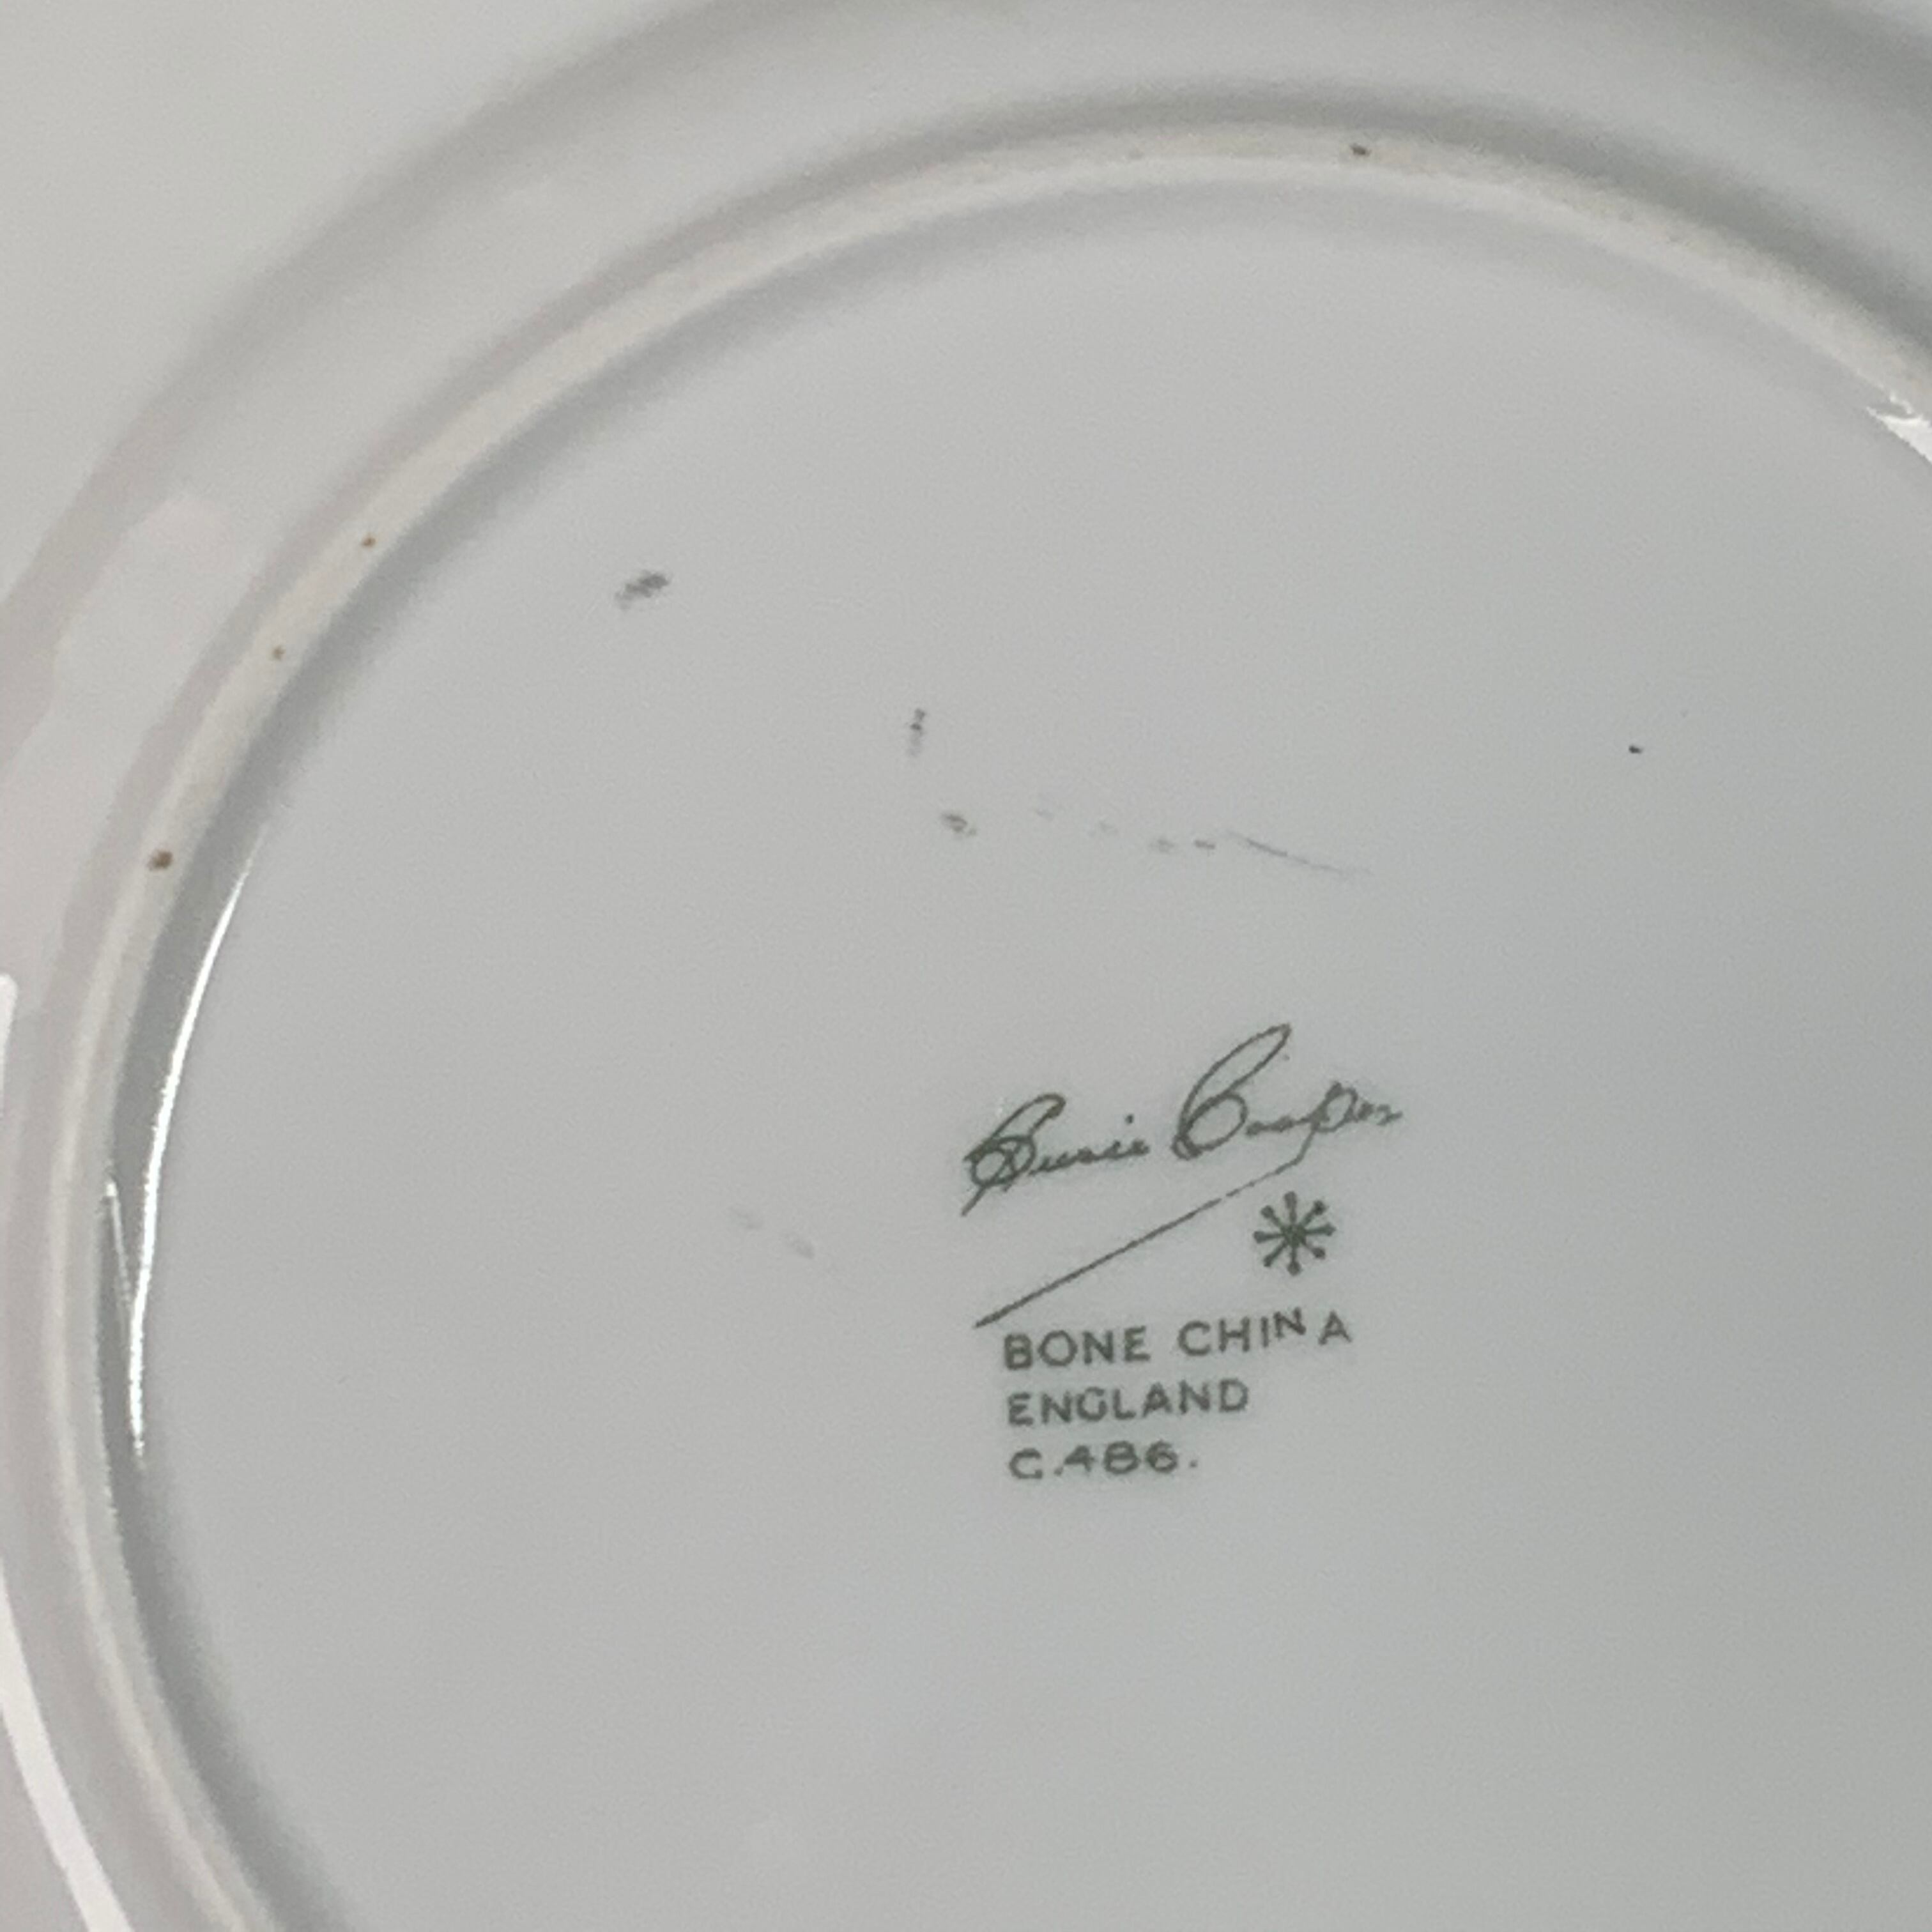 Susie Cooper
BONE CHINA
ENGLAND
C.486.